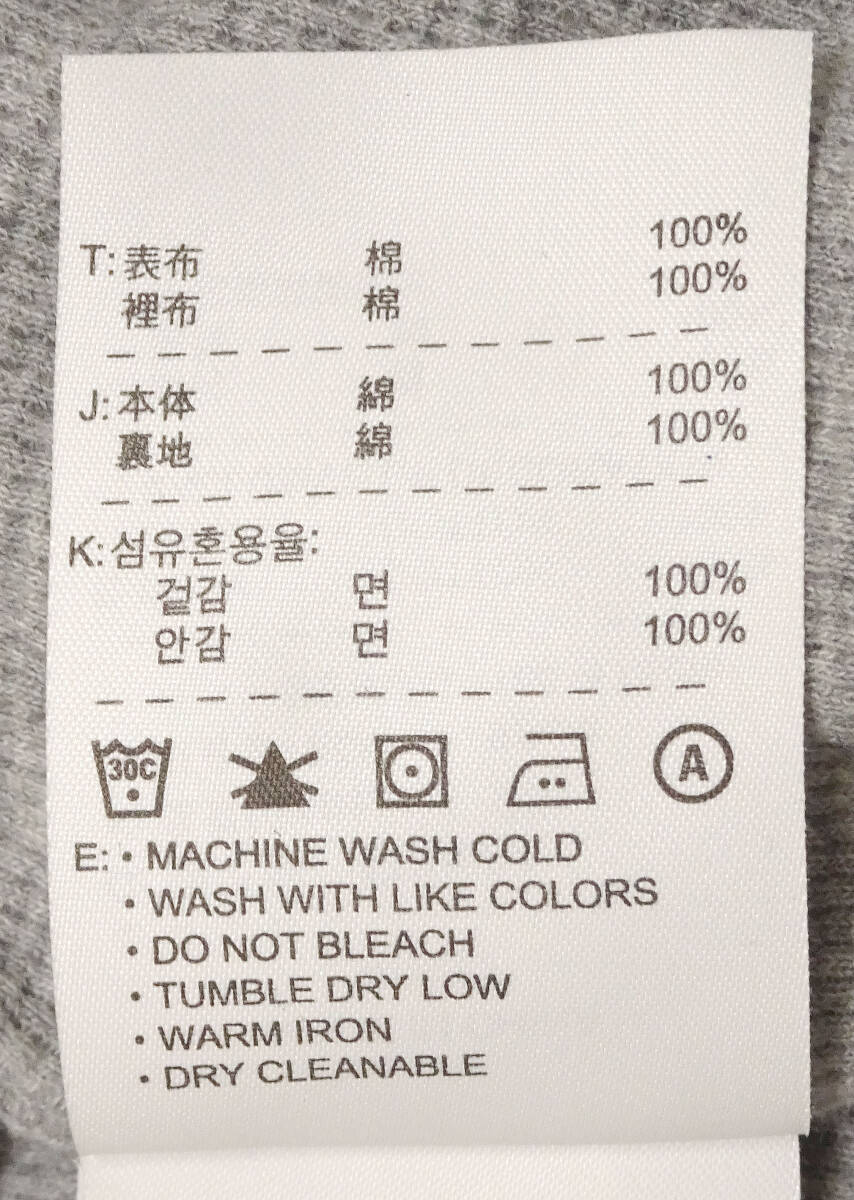 T: 表布 棉 100%
裡布 棉 100%
J: 本体 綿 100%
裏地 綿 100%
K: 섬유혼용율:
겉감 면 100%
안감 면 100%
30C A
E: • MACHINE WASH COLD
• WASH WITH LIKE COLORS
• DO NOT BLEACH
• TUMBLE DRY LOW
• WARM IRON
• DRY CLEANABLE